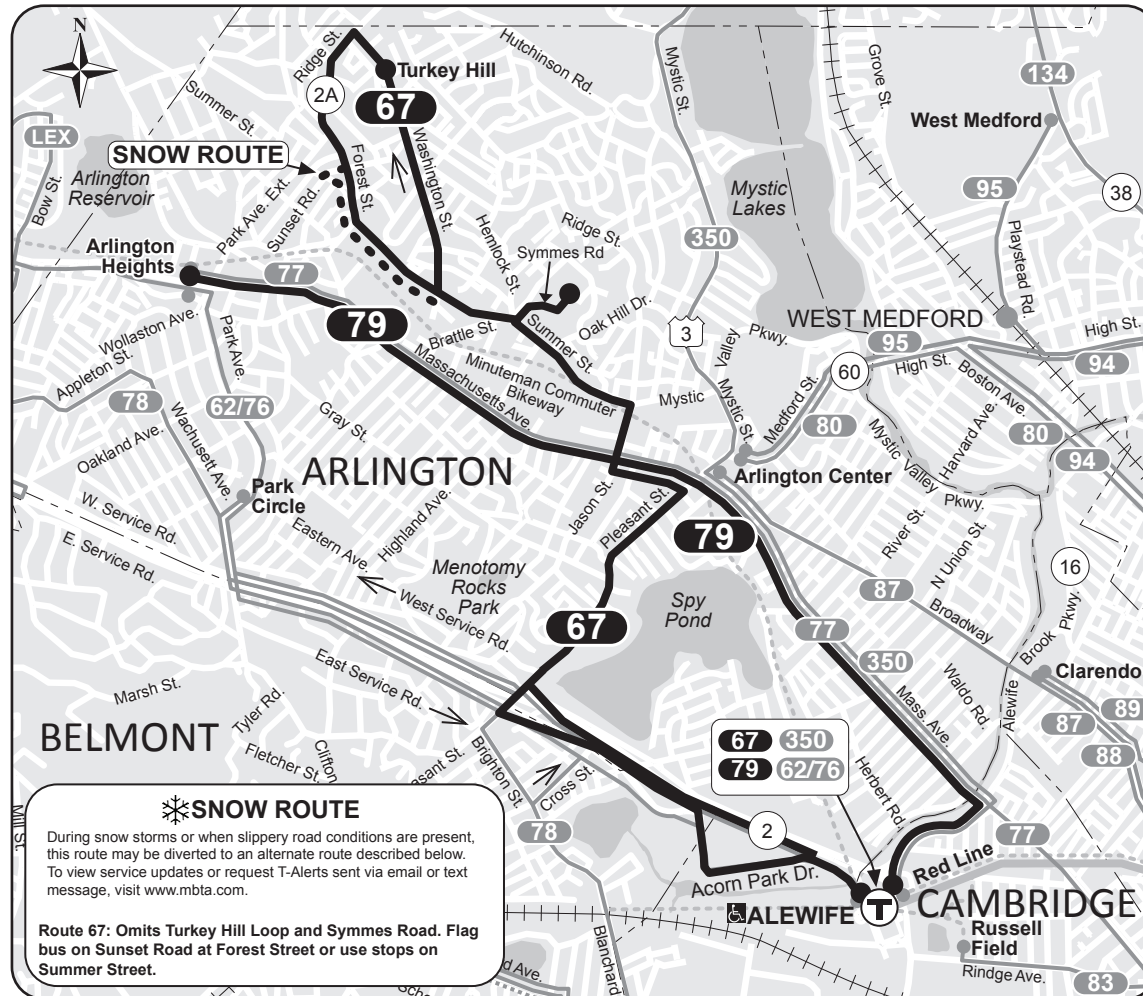 N
Ridge St.
Hutchinson Rd.
Mystic St.
Grove St.
134
Turkey Hill
2A
67
Summer St.
West Medford
LEX
SNOW ROUTE
Arlington
Reservoir
Bow St.
Park Ave. Ext.
Sunset Rd.
Forest St.
Washington St.
Mystic
Lakes
95
38
Hemlock St.
Ridge St.
Symmes Rd
350
Playstead Rd.
Arlington
Heights
77
79
Oak Hill Dr.
3
Valley
Pkwy.
WEST MEDFORD
95
High St.
Wollaston Ave.
Park Ave.
Brattle St.
Summer St.
Massachusetts Ave.
Minuteman Commuter
Bikeway
Mystic
Mystic St.
Medford St.
60
High St.
94
Appleton St.
78
62/76
Wachusett Ave.
Oakland Ave.
Gray St.
80
Boston Ave.
Harvard Ave.
80
94
ARLINGTON
Arlington Center
Mystic Valley
Pkwy.
Park
Circle
W. Service Rd.
E. Service Rd.
Eastern Ave.
Highland Ave.
Jason St.
Pleasant St.
79
River St.
N Union St.
16
Menotomy
Rocks
Park
West Service Rd.
67
Spy
Pond
87
Broadway
77
350
Brook
Pkwy.
Alewife
Clarendo
East Service Rd.
Mass. Ave.
Waldo Rd.
Marsh St.
Tyler Rd.
BELMONT
Fletcher St.
Clifton
easant St.
Brighton St.
Cross St.
67 350
79 62/76
Herbert Rd.
87
89
88
Mill St.
SNOW ROUTE
During snow storms or when slippery road conditions are present,
this route may be diverted to an alternate route described below.
To view service updates or request T-Alerts sent via email or text
message, visit www.mbta.com.
Route 67: Omits Turkey Hill Loop and Symmes Road. Flag
bus on Sunset Road at Forest Street or use stops on
Summer Street.
78
2
77
Acorn Park Dr.
Red Line
ALEWIFE
T
CAMBRIDGE
Russell
Field
Rindge Ave.
83
Blanchard
d Ave.